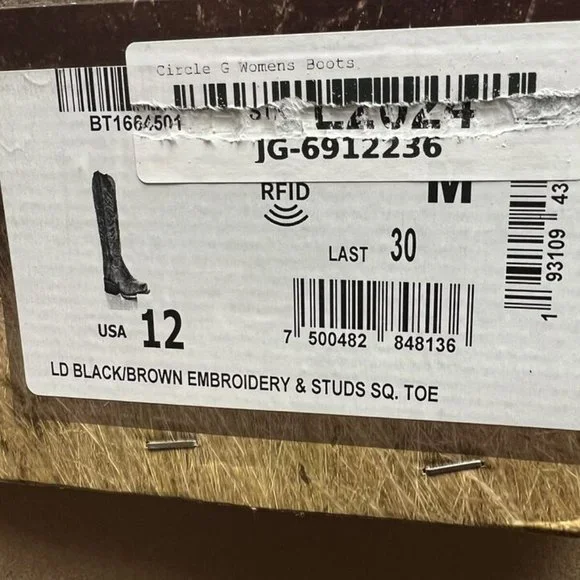 Circle G Womens Boots
BT1664501
JG-6912236
RFID
M
LAST 30
USA 12
7 500482 848136
1 93109 43
LD BLACK/BROWN EMBROIDERY & STUDS SQ. TOE